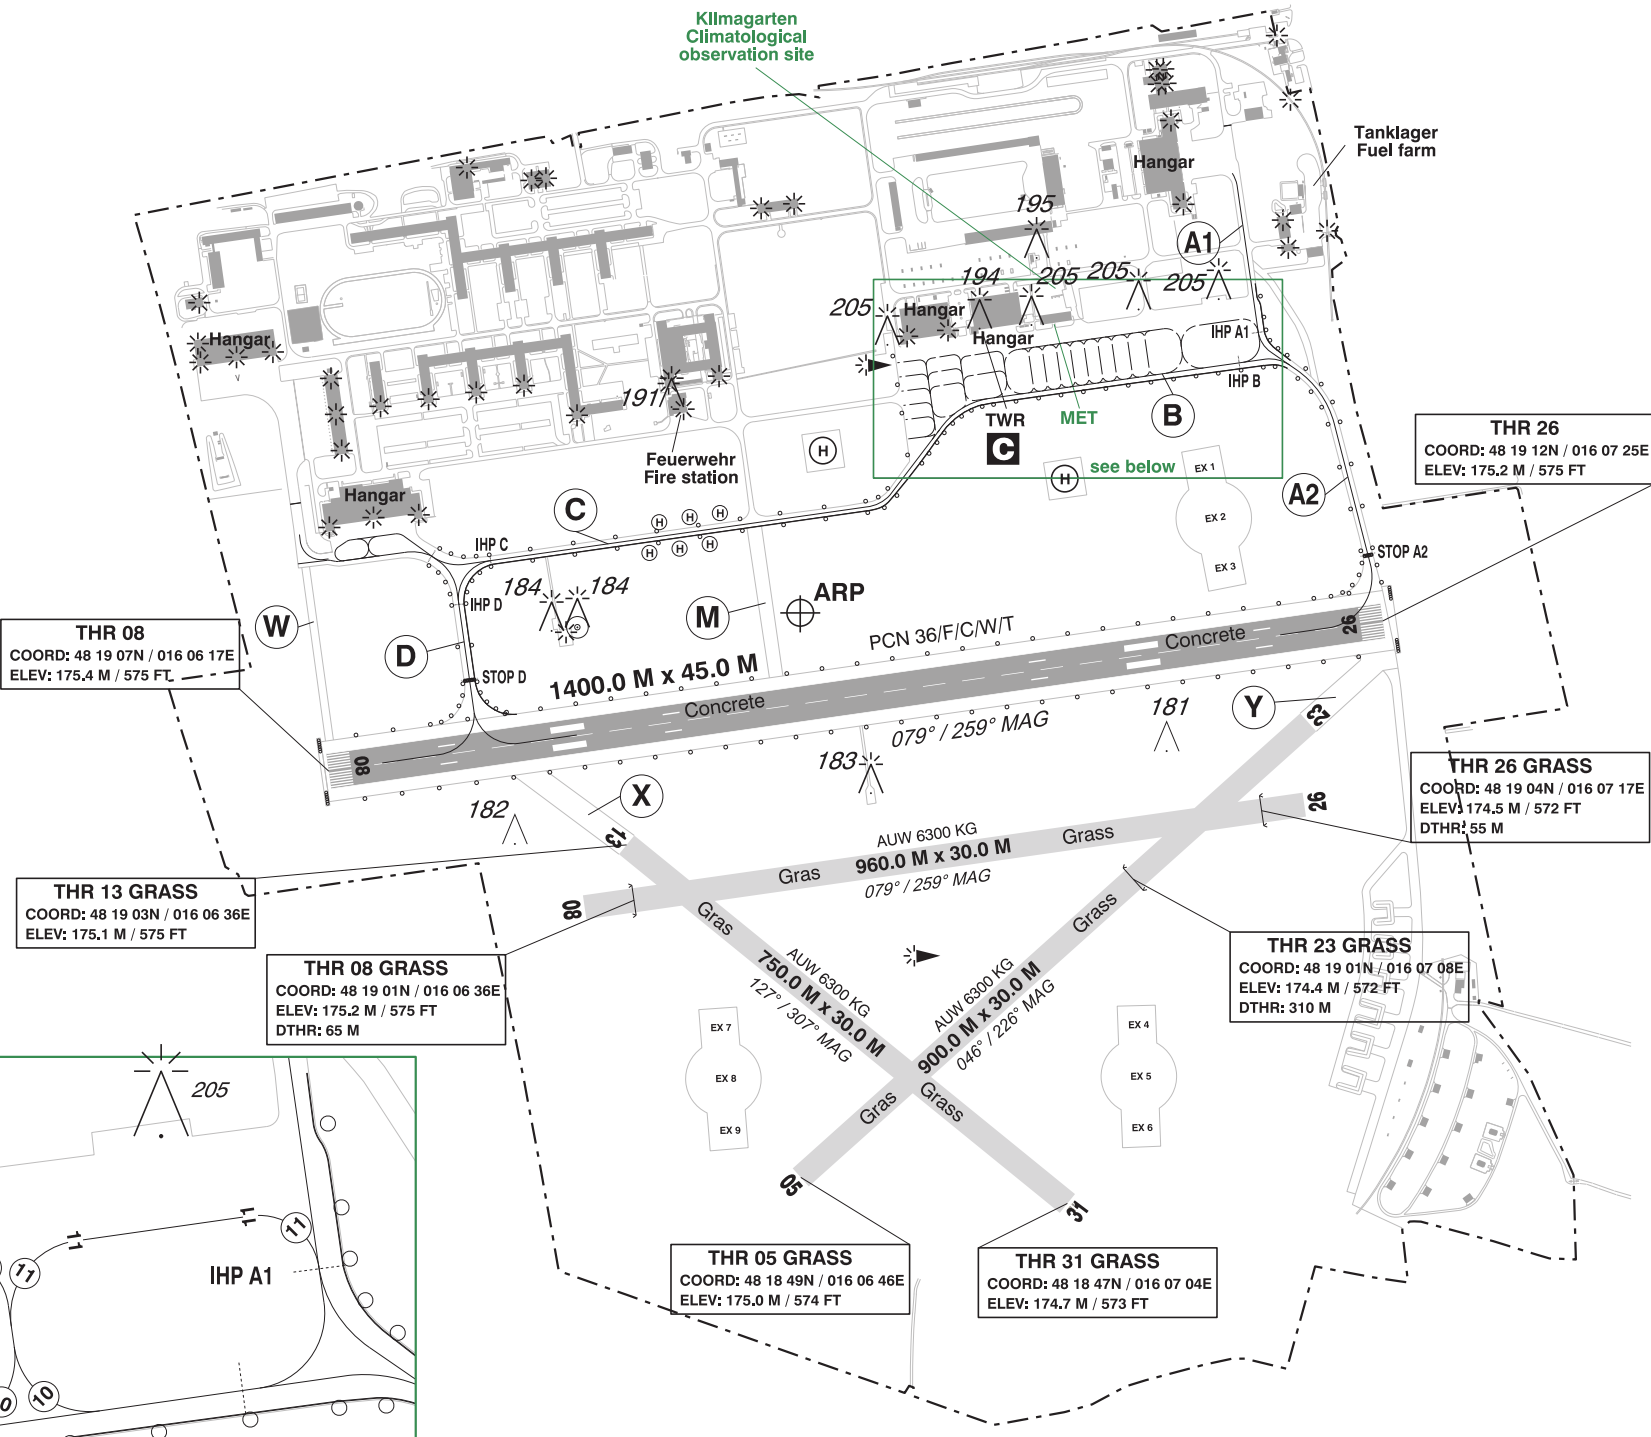 KlImagarten
Climatological
observation site
Tanklager
Fuel farm
Hangar
195
A1
194
205
205
205
205
Hangar
Hangar
IHP A1
IHP B
Hangar
191
TWR
C
MET
B
see below
H
H
Feuerwehr
Fire station
EX 1
EX 2
EX 3
A2
STOP A2
THR 26
COORD: 48 19 12N / 016 07 25E
ELEV: 175.2 M / 575 FT
Hangar
C
H H H
H H H
IHP C
IHP D
184
184
ARP
M
W
D
STOP D
THR 08
COORD: 48 19 07N / 016 06 17E
ELEV: 175.4 M / 575 FT
PCN 36/F/C/W/T
Concrete
26
1400.0 M x 45.0 M
Concrete
079° / 259° MAG
08
181
Y
23
183
182
X
13
THR 26 GRASS
COORD: 48 19 04N / 016 07 17E
ELEV: 174.5 M / 572 FT
DTHR: 55 M
26
AUW 6300 KG
Grass
Gras
960.0 M x 30.0 M
079° / 259° MAG
08
THR 13 GRASS
COORD: 48 19 03N / 016 06 36E
ELEV: 175.1 M / 575 FT
THR 08 GRASS
COORD: 48 19 01N / 016 06 36E
ELEV: 175.2 M / 575 FT
DTHR: 65 M
Gras
AUW 6300 KG
750.0 M x 30.0 M
127° / 307° MAG
Grass
Grass
AUW 6300 KG
900.0 M x 30.0 M
046° / 226° MAG
Gras
THR 23 GRASS
COORD: 48 19 01N / 016 07 08E
ELEV: 174.4 M / 572 FT
DTHR: 310 M
EX 7
EX 8
EX 9
EX 4
EX 5
EX 6
05
31
THR 05 GRASS
COORD: 48 18 49N / 016 06 46E
ELEV: 175.0 M / 574 FT
THR 31 GRASS
COORD: 48 18 47N / 016 07 04E
ELEV: 174.7 M / 573 FT
205
11
11
11
11
IHP A1
10